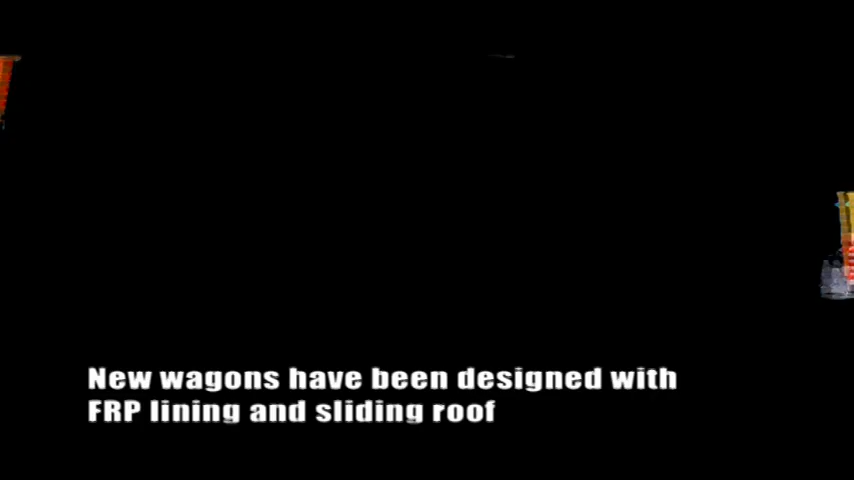 New wagons have been designed with
FRP lining and sliding roof